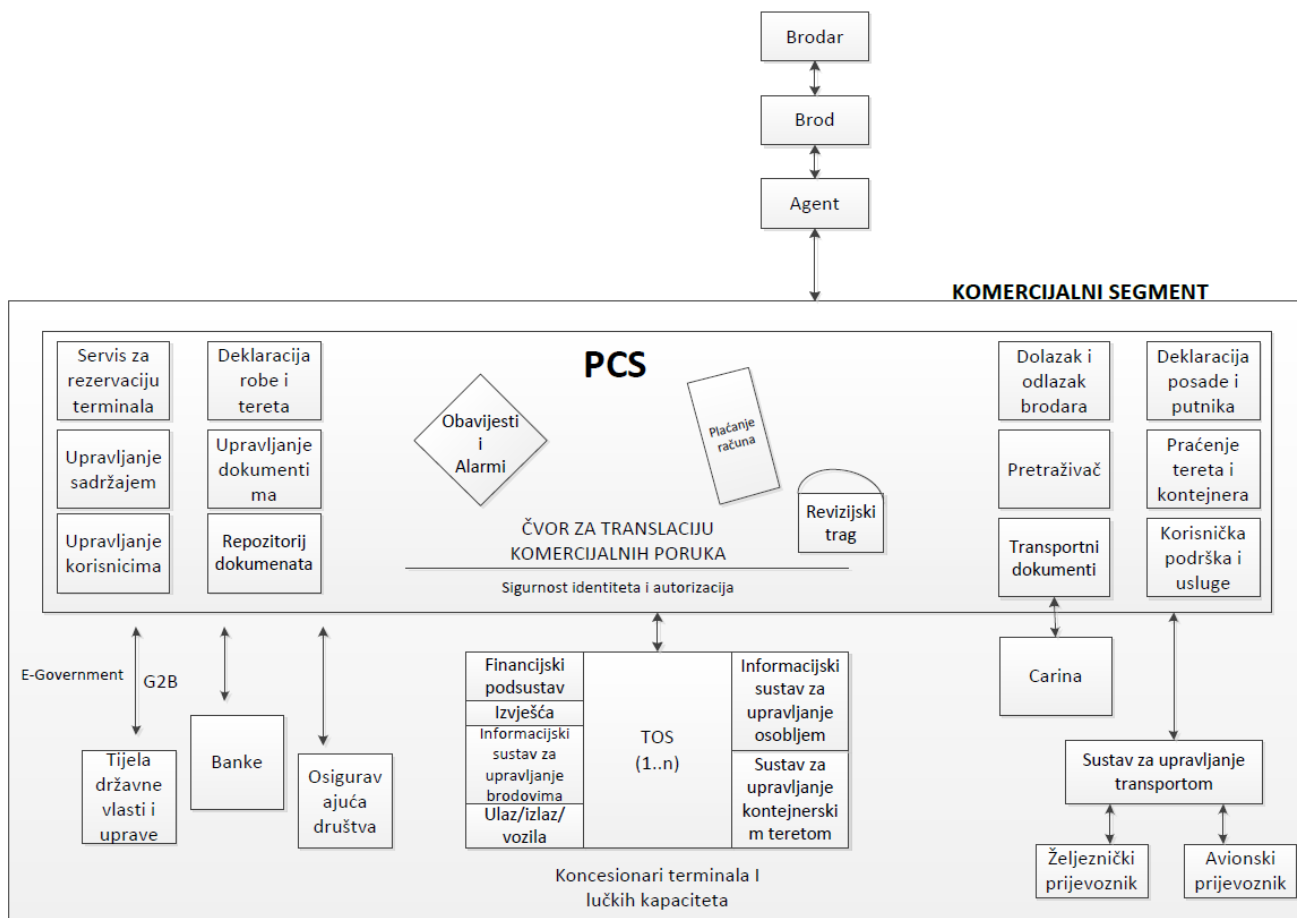 Brodar
Brod
Agent
KOMERCIJALNI SEGMENT
PCS
Servis za
rezervaciju
terminala
Deklaracija
robe i
tereta
Upravljanje
sadržajem
Upravljanje
dokumenti
ma
Upravljanje
korisnicima
Repozitorij
dokumenata
Obavijesti
i
Alarmi
Plaćanje
računa
Revizijski
trag
ČVOR ZA TRANSLACIJU
KOMERCIJALNIH PORUKA
Sigurnost identiteta i autorizacija
Dolazak i
odlazak
brodara
Deklaracija
posade i
putnika
Pretraživač
Praćenje
tereta i
kontejnera
Transportni
dokumenti
Korisnička
podrška i
usluge
E-Government
G2B
Tijela
državne
vlasti i
uprave
Banke
Osigurav
ajuća
društva
Financijski
podsustav
Izvješća
Informacijski
sustav za
upravljanje
brodovima
Ulaz/izlaz/
vozila
TOS
(1..n)
Informacijski
sustav za
upravljanje
osobljem
Sustav za
upravljanje
kontejnerski
m teretom
Koncesionari terminala I
lučkih kapaciteta
Carina
Sustav za upravljanje
transportom
Željeznički
prijevoznik
Avionski
prijevoznik